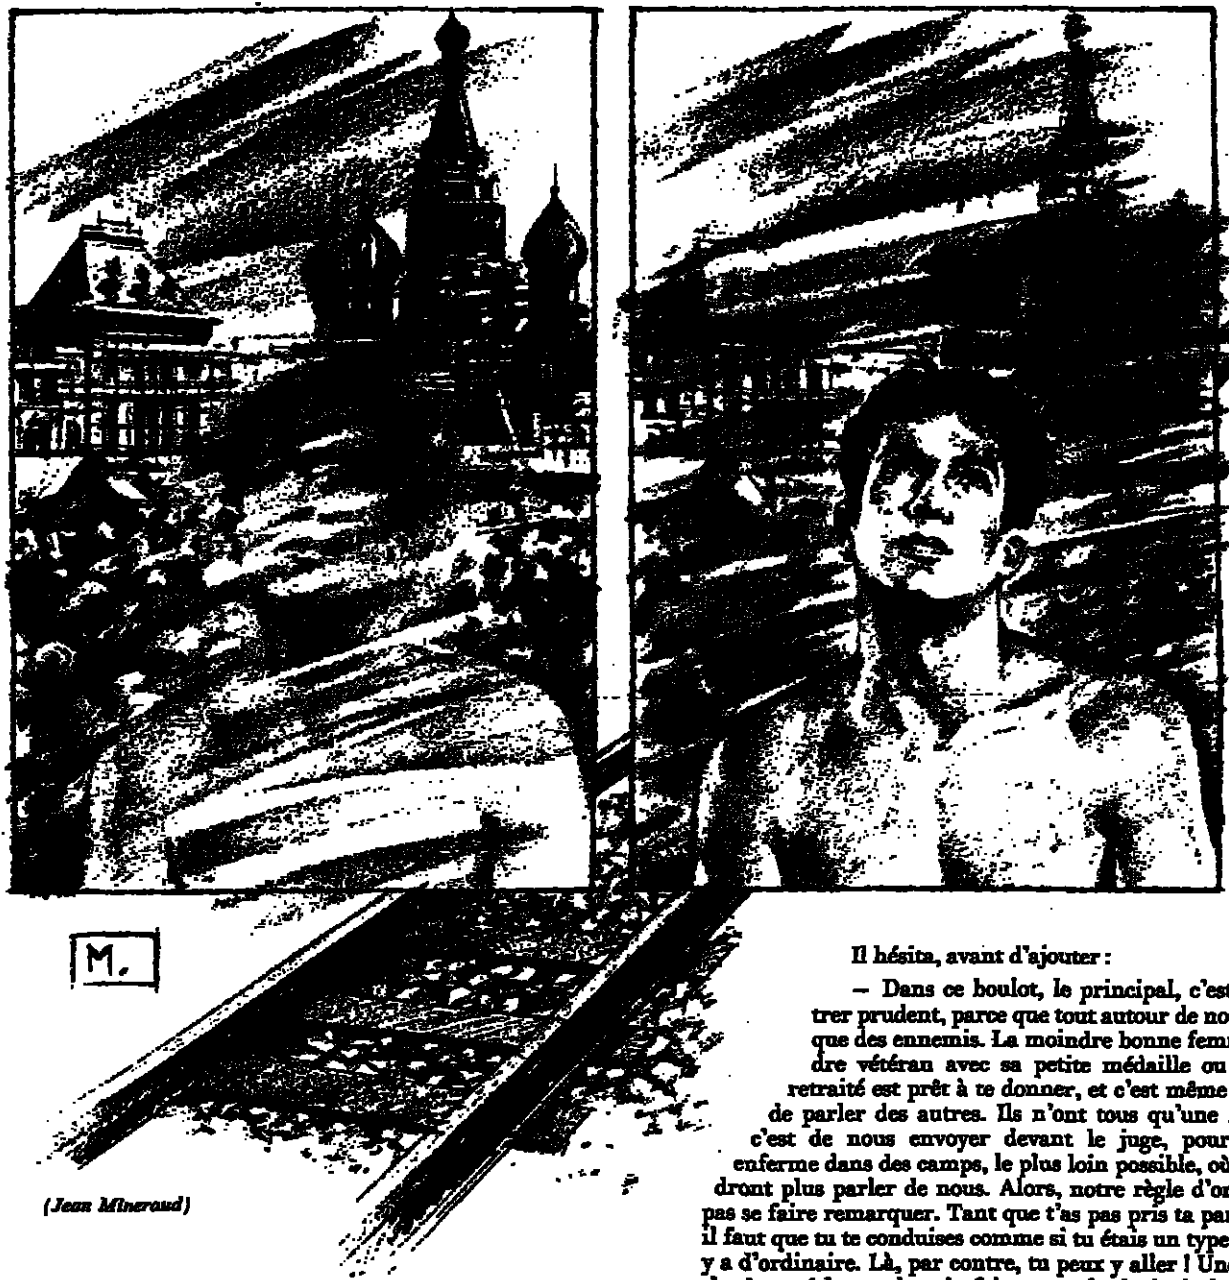 M.
(Jean Mineraud)
Il hésita, avant d'ajouter :
– Dans ce boulot, le principal, c'est
trer prudent, parce que tout autour de no
que des ennemis. La moindre bonne fem
dre vétéran avec sa petite médaille ou
retraité est prêt à te donner, et c'est même
de parler des autres. Ils n'ont tous qu'une
c'est de nous envoyer devant le juge, pour
enferme dans des camps, le plus loin possible, où
dront plus parler de nous. Alors, notre règle d'or
pas se faire remarquer. Tant que t'as pas pris ta par
il faut que tu te conduises comme si tu étais un type
y a d'ordinaire. Là, par contre, tu peux y aller ! Un